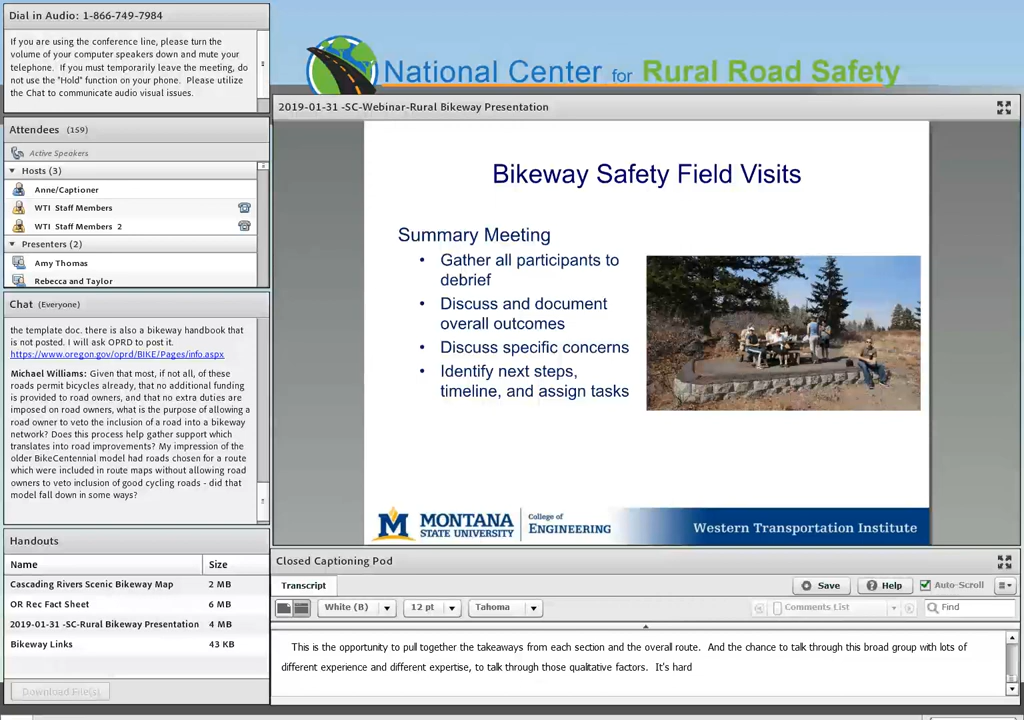 Dial in Audio: 1-866-749-7984
If you are using the conference line, please turn the
volume of your computer speakers down and mute your
telephone.  If you must temporarily leave the meeting, do
not use the "Hold" function on your phone.  Please utilize
the Chat to communicate audio visual issues.
Attendees (159)
Active Speakers
Hosts (3)
Anne/Captioner
WTI Staff Members
WTI Staff Members 2
Presenters (2)
Amy Thomas
Rebecca and Taylor
Chat (Everyone)
the template doc. there is also a bikeway handbook that
is not posted. I will ask OPRD to post it.
https://www.oregon.gov/oprd/BIKE/Pages/info.aspx
Michael Williams: Given that most, if not all, of these
roads permit bicycles already, that no additional funding
is provided to road owners, and that no extra duties are
imposed on road owners, what is the purpose of allowing a
road owner to veto the inclusion of a road into a bikeway
network? Does this process help gather support which
translates into road improvements? My impression of the
older BikeCentennial model had roads chosen for a route
which were included in route maps without allowing road
owners to veto inclusion of good cycling roads - did that
model fall down in some ways?
Handouts
Name Size
Cascading Rivers Scenic Bikeway Map 2 MB
OR Rec Fact Sheet 6 MB
2019-01-31 -SC-Rural Bikeway Presentation 4 MB
Bikeway Links 43 KB
Download File(s)
National Center for Rural Road Safety
2019-01-31 -SC-Webinar-Rural Bikeway Presentation
Bikeway Safety Field Visits
Summary Meeting
• Gather all participants to
debrief
• Discuss and document
overall outcomes
• Discuss specific concerns
• Identify next steps,
timeline, and assign tasks
M MONTANA
STATE UNIVERSITY
College of
ENGINEERING
Western Transportation Institute
Closed Captioning Pod
Transcript
Save
Help
Auto-Scroll
White (B)
12 pt
Tahoma
Comments List
Find
This is the opportunity to pull together the takeaways from each section and the overall route.  And the chance to talk through this broad group with lots of
different experience and different expertise, to talk through those qualitative factors.  It's hard